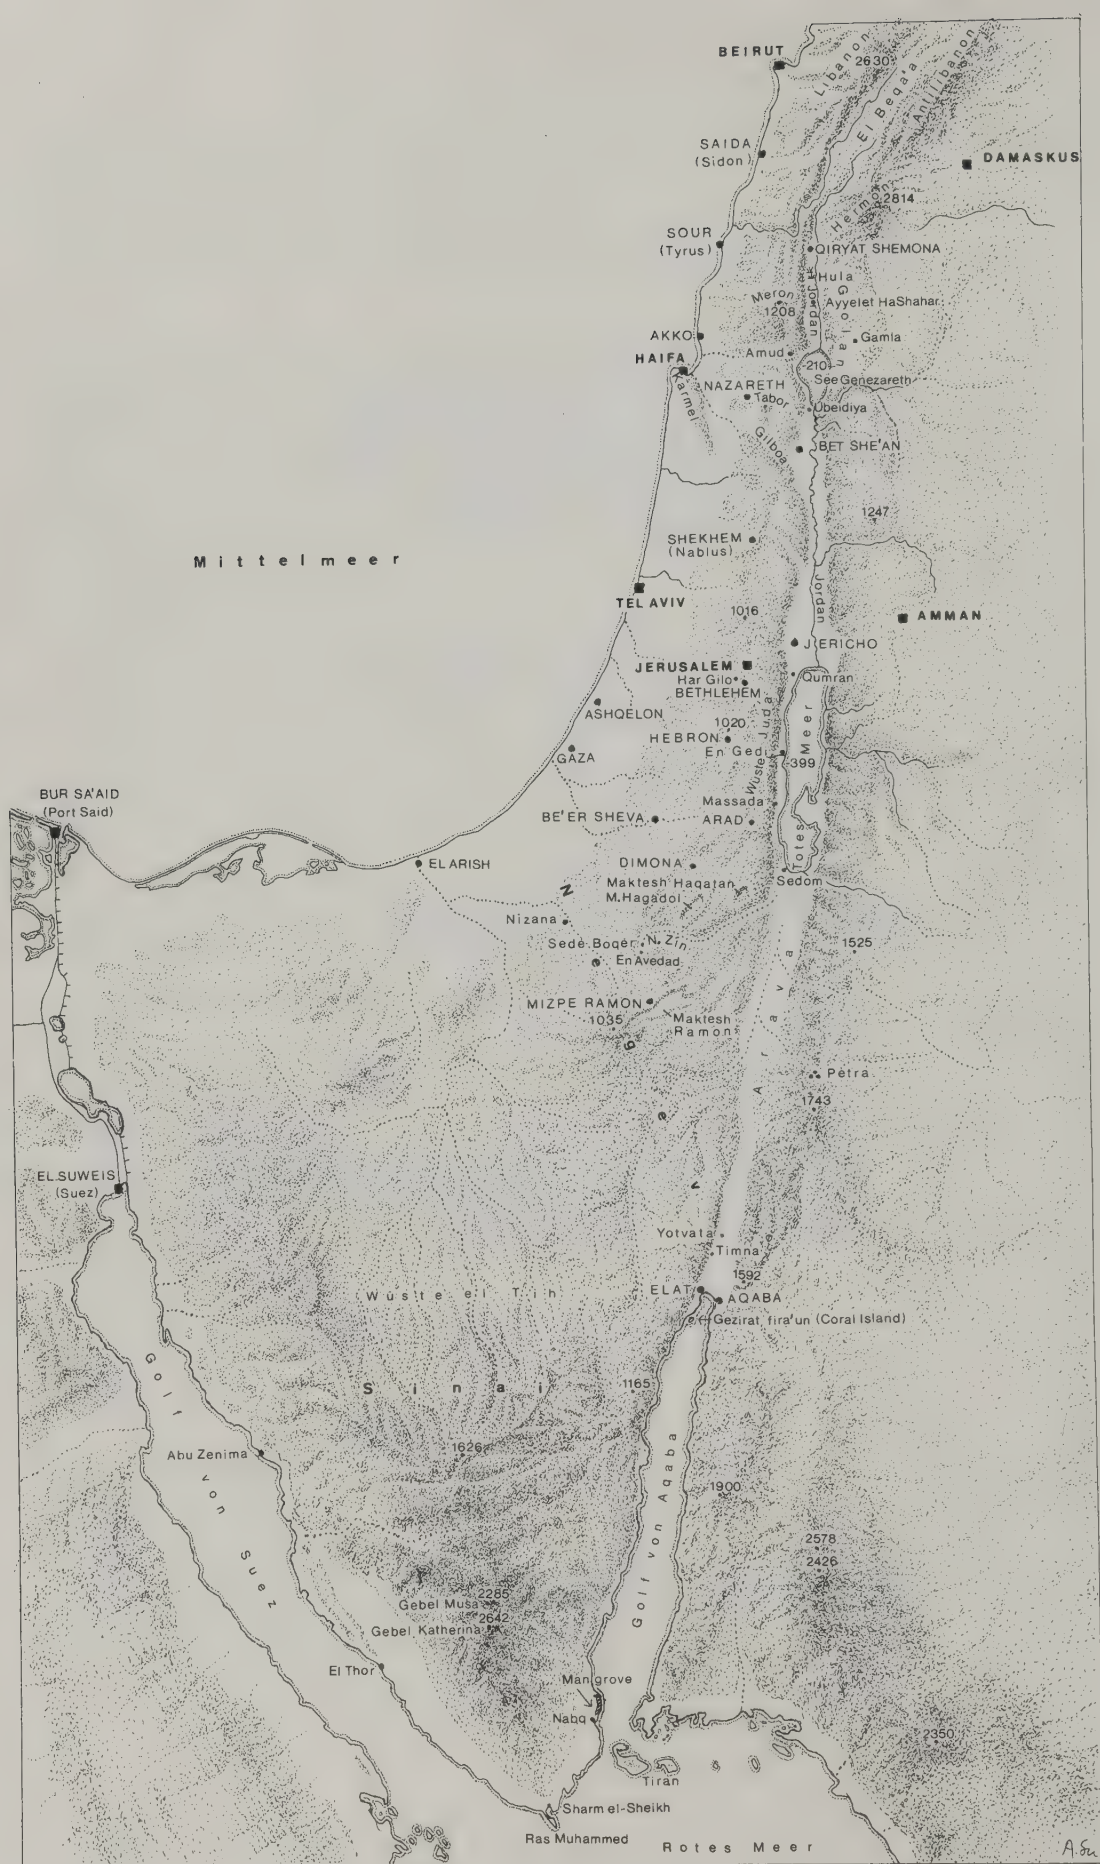 BEIRUT
Libanon
2630
El Beqa'a
Antilibanon
SAIDA
(Sidon)
DAMASKUS
Hermon
2814
SOUR
(Tyrus)
QIRYAT SHEMONA
Hula
Jordan
Golan
Meron
1208
Ayyelet HaShahar
AKKO
Gamla
HAIFA
Amud
210
See Genezareth
Karmel
NAZARETH
Tabor
Ubeidiya
Gilboa
BET SHE'AN
1247
SHEKHEM
(Nablus)
Mittelmeer
Jordan
TEL AVIV
1016
AMMAN
JERICHO
JERUSALEM
Har Gilo
Qumran
BETHLEHEM
ASHQELON
Wüste Juda
1020
HEBRON
En Gedi
GAZA
-399
Totes Meer
BUR SA'AID
(Port Said)
Massada
BE'ER SHEVA
ARAD
EL ARISH
DIMONA
Sedom
Maktesh Haqatan
M.Hagadol
Negev
Nizana
Sede Boqer
N. Zin
1525
En Avedad
MIZPE RAMON
1035
Maktesh
Ramon
Arava
Petra
1743
EL SUWEIS
(Suez)
Yotvata
Timna
1592
Wüste el Tih
ELAT
AQABA
Gezirat fira'un (Coral Island)
Golf von Suez
Sinai
1165
1626
Abu Zenima
Golf von Aqaba
1900
2578
2426
2285
Gebel Musa
2642
Gebel Katherina
El Thor
Mangrove
Nabq
2350
Tiran
Sharm el-Sheikh
Ras Muhammed
Rotes Meer